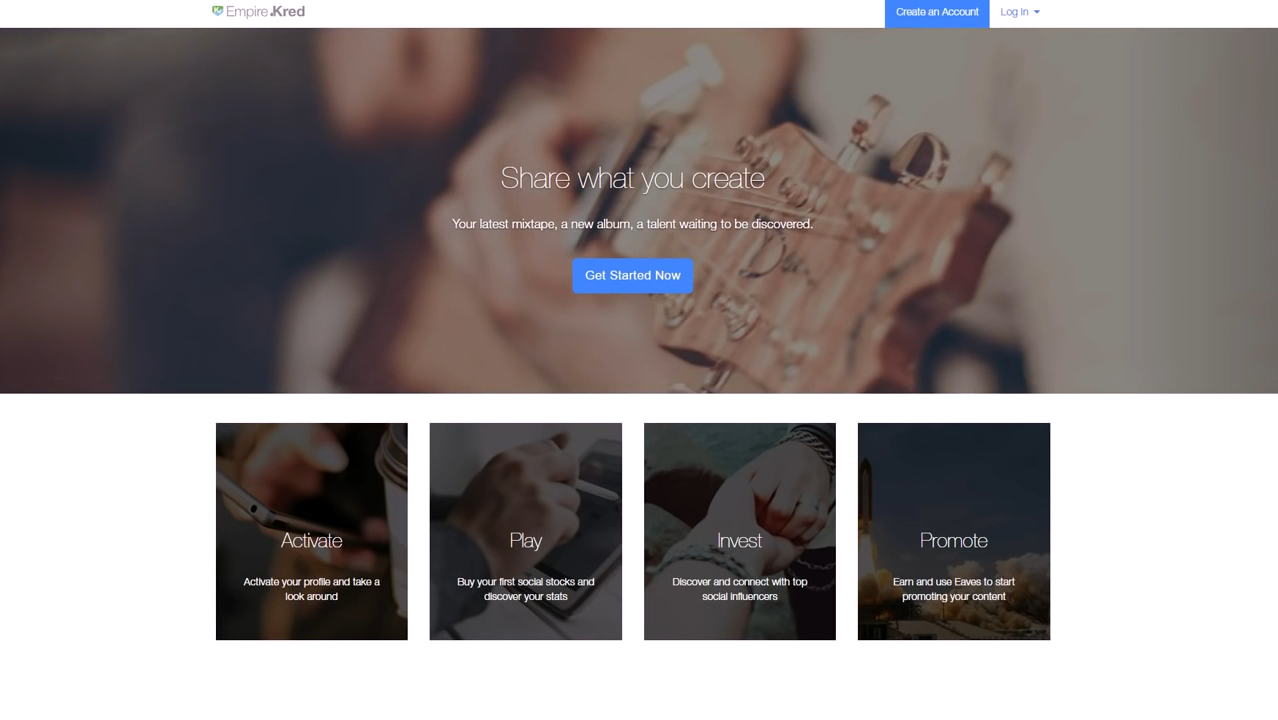 Empire.Kred
Create an Account
Log In
Share what you create
Your latest mixtape, a new album, a talent waiting to be discovered.
Get Started Now
Activate
Activate your profile and take a
look around
Play
Buy your first social stocks and
discover your stats
Invest
Discover and connect with top
social influencers
Promote
Earn and use Eaves to start
promoting your content